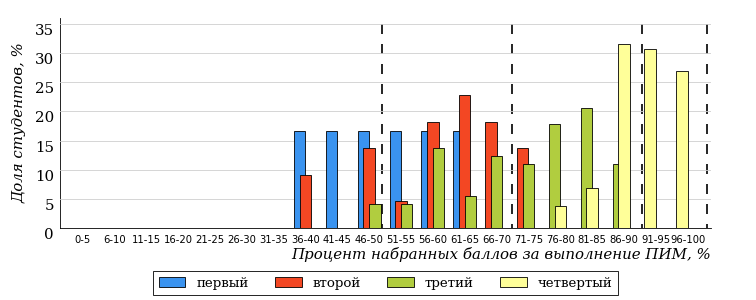 35
30
25
20
15
10
5
0
Доля студентов, %
0-5 6-10 11-15 16-20 21-25 26-30 31-35 36-40 41-45 46-50 51-55 56-60 61-65 66-70 71-75 76-80 81-85 86-90 91-95 96-100
Процент набранных баллов за выполнение ПИМ, %
первый второй третий четвертый